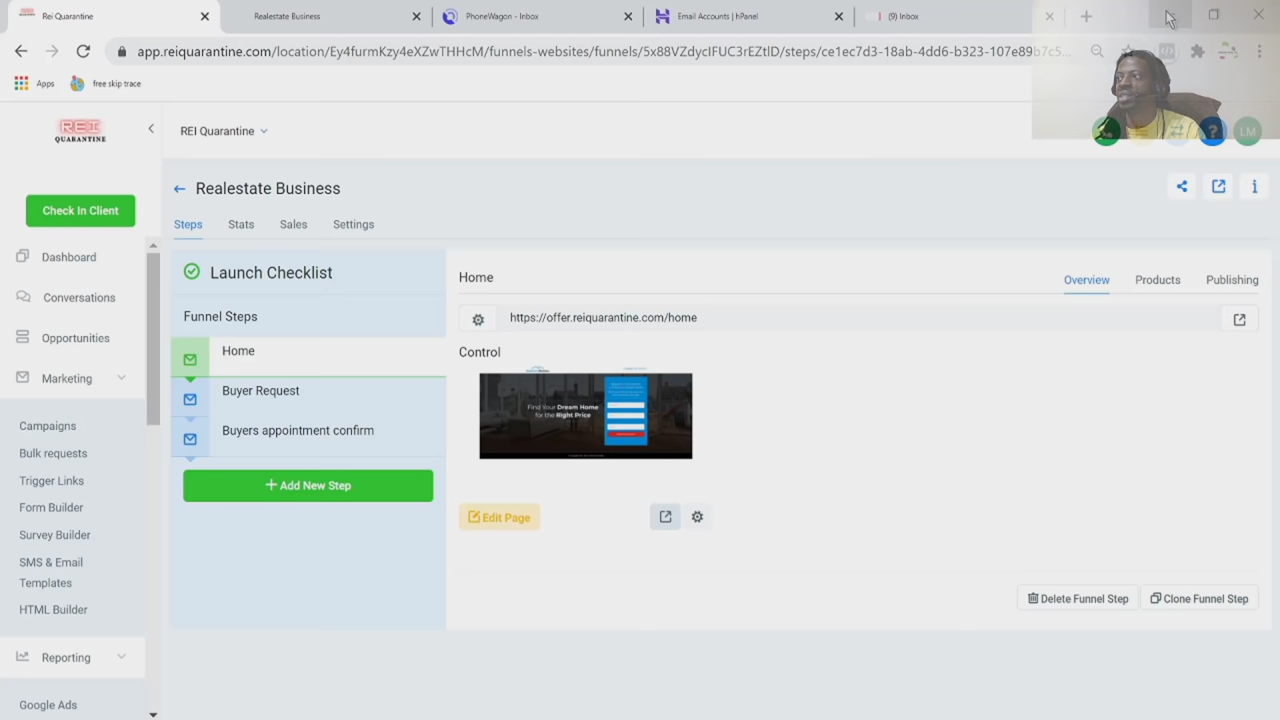 Rei Quarantine
Realestate Business
PhoneWagon - Inbox
Email Accounts | hPanel
(9) Inbox
app.reiquarantine.com/location/Ey4furmKzy4eXZwTHHcM/funnels-websites/funnels/5x88VZdycIFUC3rEZtID/steps/ce1ec7d3-18ab-4dd6-b323-107e89b7c5...
Apps
free skip trace
REI
QUARANTINE
REI Quarantine
?
LM
Check In Client
Realestate Business
Steps
Stats
Sales
Settings
Dashboard
Conversations
Opportunities
Marketing
Campaigns
Bulk requests
Trigger Links
Form Builder
Survey Builder
SMS & Email
Templates
HTML Builder
Reporting
Google Ads
Launch Checklist
Funnel Steps
Home
Buyer Request
Buyers appointment confirm
+ Add New Step
Home
Overview
Products
Publishing
https://offer.reiquarantine.com/home
Control
Find Your Dream Home
for the Right Price
Edit Page
Delete Funnel Step
Clone Funnel Step